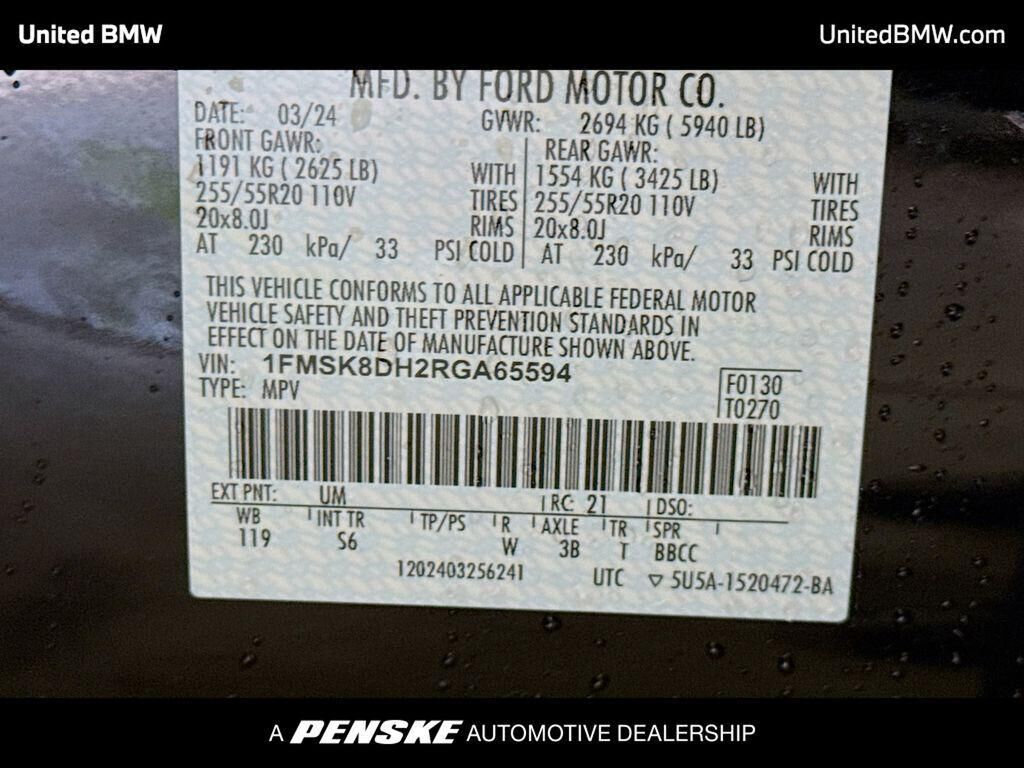 United BMW
UnitedBMW.com
MFD. BY FORD MOTOR CO.
DATE: 03/24 GVWR: 2694 KG ( 5940 LB)
FRONT GAWR: REAR GAWR:
1191 KG ( 2625 LB) WITH 1554 KG ( 3425 LB) WITH
255/55R20 110V TIRES 255/55R20 110V TIRES
20x8.0J RIMS 20x8.0J RIMS
AT 230 kPa/ 33 PSI COLD AT 230 kPa/ 33 PSI COLD
THIS VEHICLE CONFORMS TO ALL APPLICABLE FEDERAL MOTOR
VEHICLE SAFETY AND THEFT PREVENTION STANDARDS IN
EFFECT ON THE DATE OF MANUFACTURE SHOWN ABOVE.
VIN: 1FMSK8DH2RGA65594
TYPE: MPV
F0130
T0270
EXT PNT: UM RC: 21 DSO:
WB INT TR TP/PS R AXLE TR SPR
119 S6 W 3B T BBCC
1202403256241 UTC ▽ 5U5A-1520472-BA
A PENSKE AUTOMOTIVE DEALERSHIP